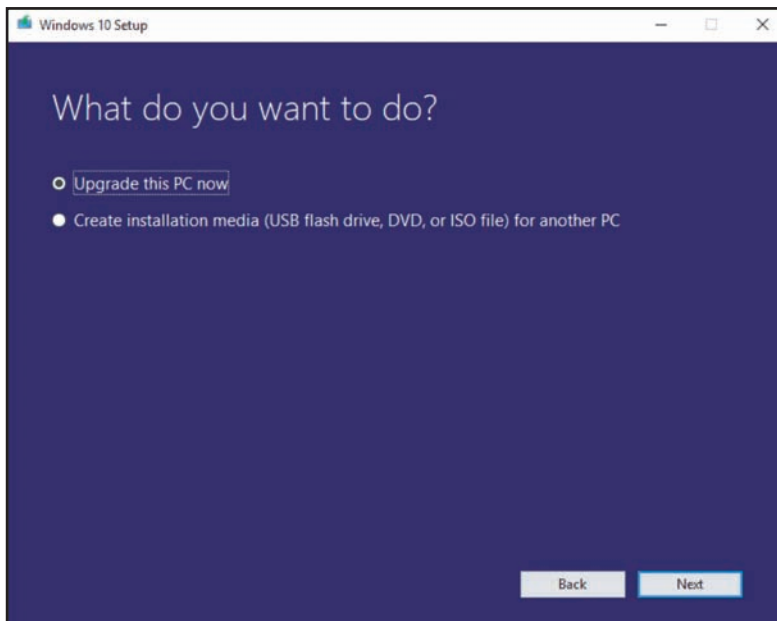 Windows 10 Setup
What do you want to do?
Upgrade this PC now
Create installation media (USB flash drive, DVD, or ISO file) for another PC
Back Next